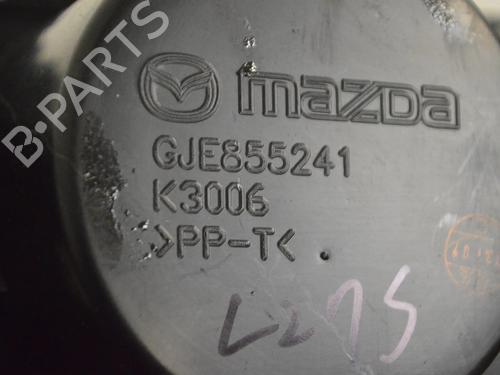 B-PARTS
mazda
GJE855241
K3006
>PP-T<